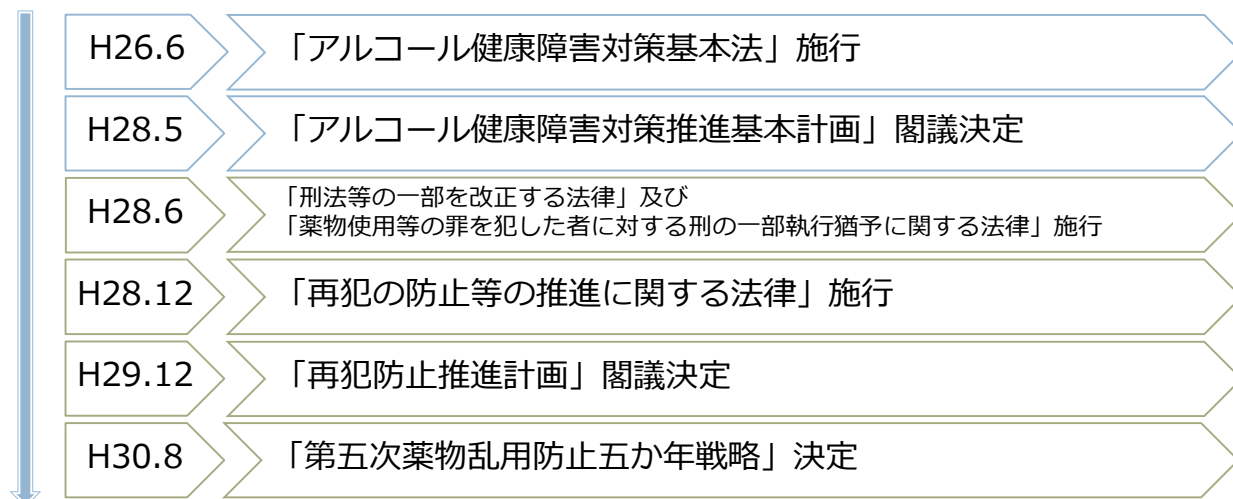 H26.6
「アルコール健康障害対策基本法」施行
H28.5
「アルコール健康障害対策推進基本計画」閣議決定
H28.6
「刑法等の一部を改正する法律」及び
「薬物使用等の罪を犯した者に対する刑の一部執行猶予に関する法律」施行
H28.12
「再犯の防止等の推進に関する法律」施行
H29.12
「再犯防止推進計画」閣議決定
H30.8
「第五次薬物乱用防止五か年戦略」決定